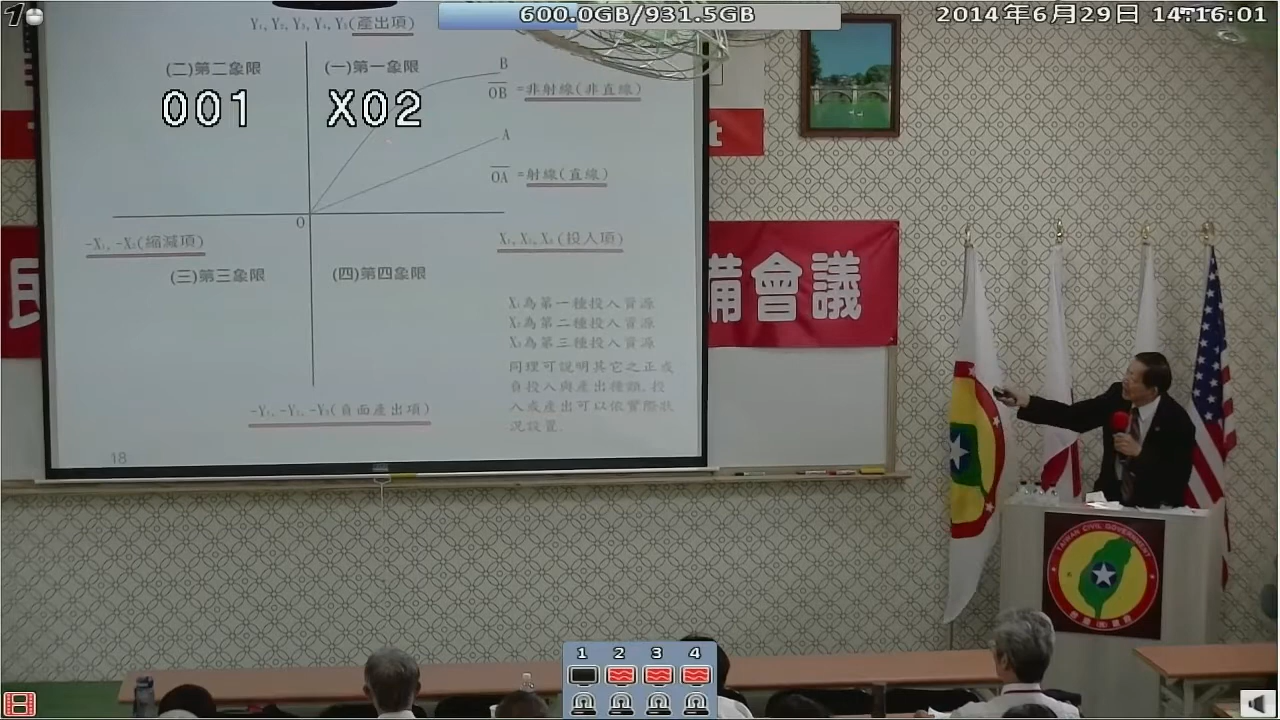 1
600.0GB/931.5GB
2014年6月29日 14:16:01
Y₁, Y₂, Y₃, Y₄, Y₅(產出項)
(二)第二象限
(一)第一象限
001
X02
B
OB =非射線(非直線)
A
OA =射線(直線)
O
-X₁, -X₂(縮減項)
X₁, X₂, X₃(投入項)
(三)第三象限
(四)第四象限
X₁為第一種投入資源
X₂為第二種投入資源
X₃為第三種投入資源
同理可說明其它之正或
負投入與產出種類,投
入或產出可以依實際狀
況設置.
-Y₁, -Y₂, -Y₃(負面產出項)
18
t
民
備會議
TAIWAN CIVIL GOVERNMENT
1 2 3 4